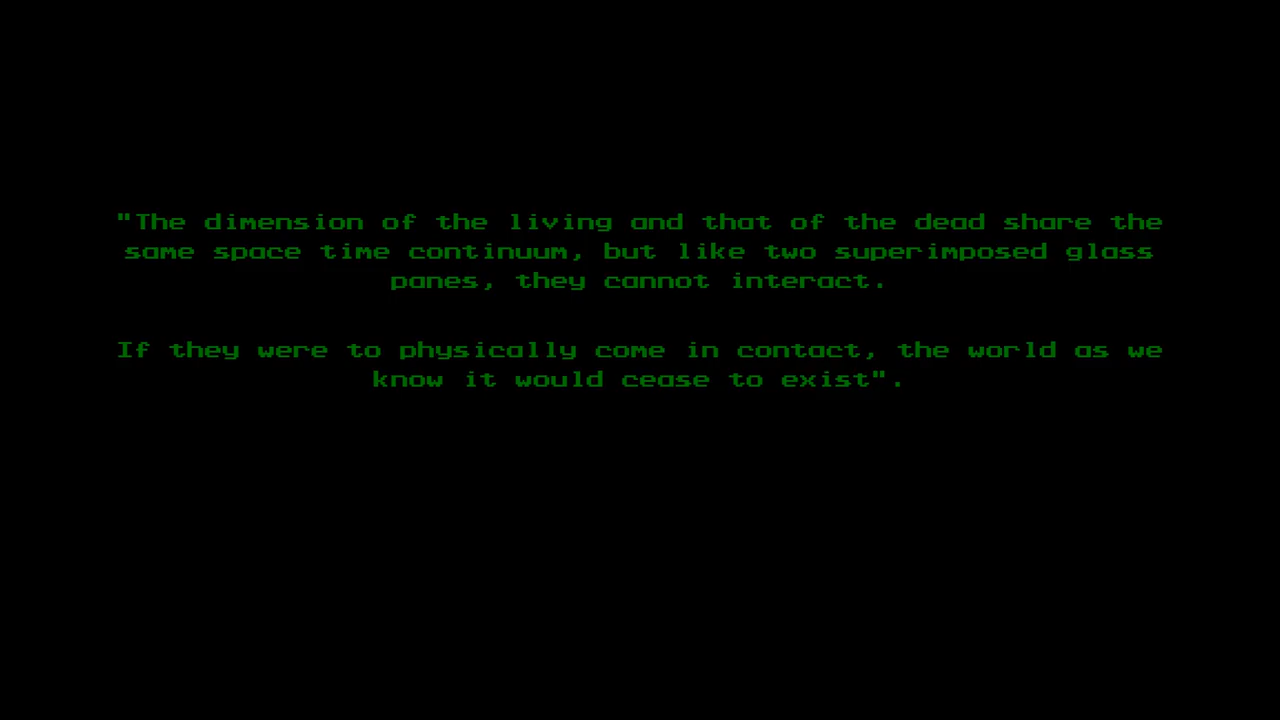 "The dimension of the living and that of the dead share the
same space time continuum, but like two superimposed glass
panes, they cannot interact.
If they were to physically come in contact, the world as we
know it would cease to exist".